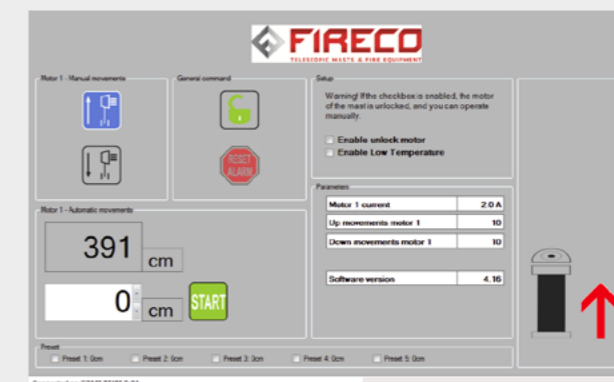 FIRECO
TELESCOPIC MASTS & FIRE EQUIPMENT
Motor 1 - Manual movements
General command
RESET
ALARM
Setup
Warning! If the checkbox is enabled, the motor
of the mast is unlocked, and you can operate
manually.
Enable unlock motor
Enable Low Temperature
Parameters
Motor 1 current 2.0 A
Up movements motor 1 10
Down movements motor 1 10
Software version 4.16
Motor 1 - Automatic movements
391 cm
0 cm START
Preset
Preset 1: 0cm Preset 2: 0cm Preset 3: 0cm Preset 4: 0cm Preset 5: 0cm